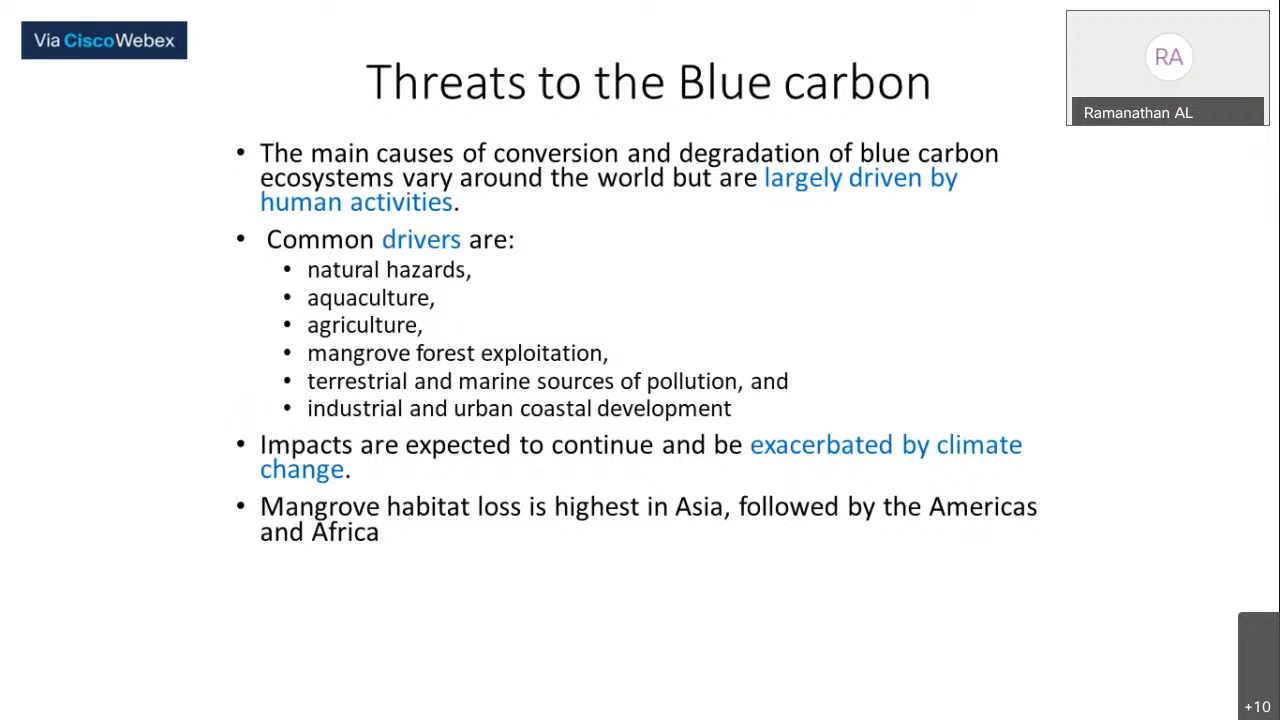 Via CiscoWebex
RA
Ramanathan AL
Threats to the Blue carbon
• The main causes of conversion and degradation of blue carbon
ecosystems vary around the world but are largely driven by
human activities.
• Common drivers are:
• natural hazards,
• aquaculture,
• agriculture,
• mangrove forest exploitation,
• terrestrial and marine sources of pollution, and
• industrial and urban coastal development
• Impacts are expected to continue and be exacerbated by climate
change.
• Mangrove habitat loss is highest in Asia, followed by the Americas
and Africa
+10